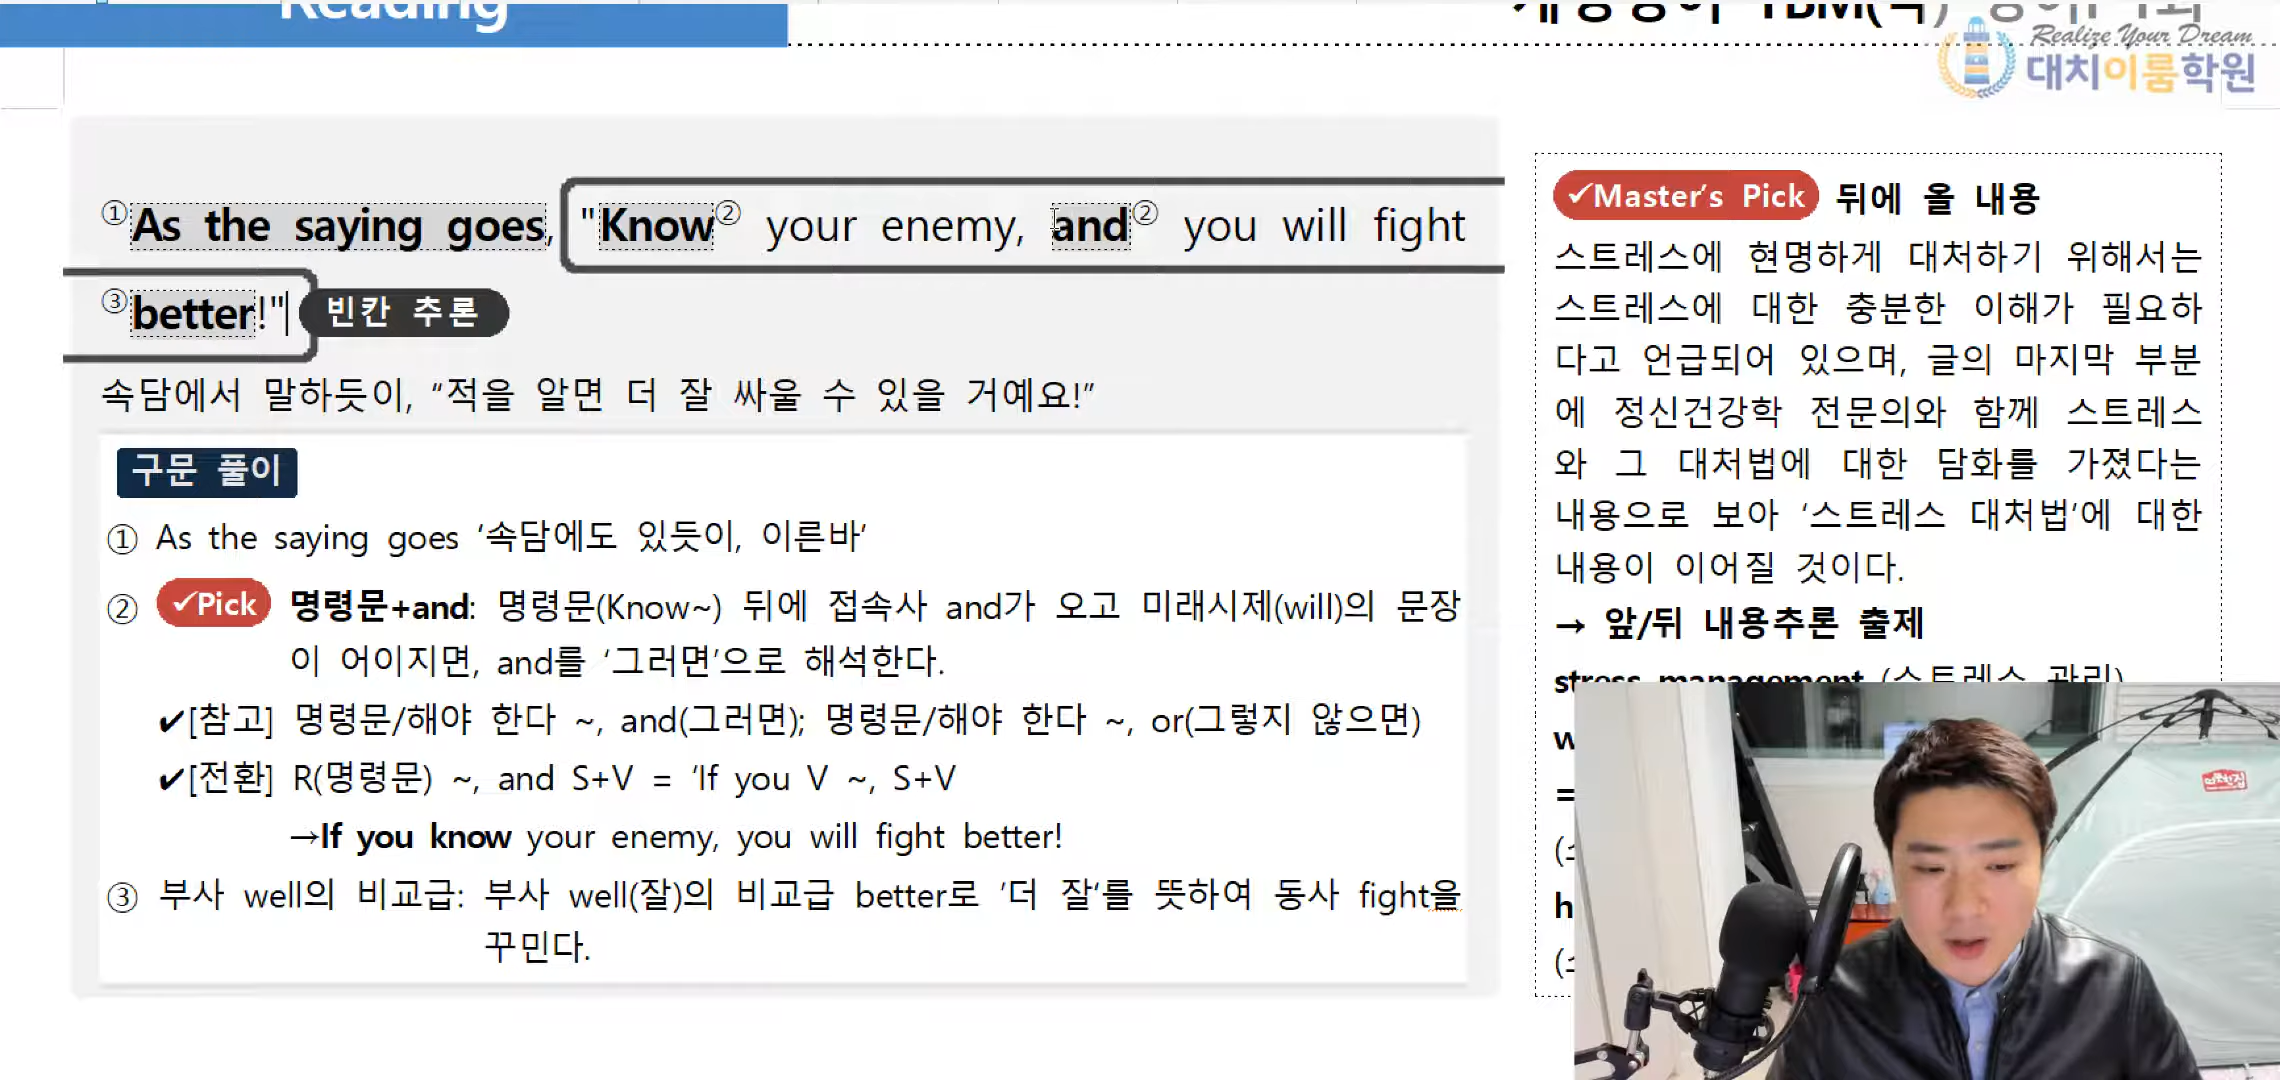 Reading
Realize Your Dream
대치이룸학원
①As the saying goes, "Know② your enemy, and② you will fight
③better!" 빈칸 추론
속담에서 말하듯이, “적을 알면 더 잘 싸울 수 있을 거예요!”
구문 풀이
① As the saying goes ‘속담에도 있듯이, 이른바’
② ✓Pick 명령문+and: 명령문(Know~) 뒤에 접속사 and가 오고 미래시제(will)의 문장
이 어이지면, and를 ‘그러면’으로 해석한다.
✔[참고] 명령문/해야 한다 ~, and(그러면); 명령문/해야 한다 ~, or(그렇지 않으면)
✔[전환] R(명령문) ~, and S+V = ‘If you V ~, S+V
→If you know your enemy, you will fight better!
③ 부사 well의 비교급: 부사 well(잘)의 비교급 better로 ’더 잘‘를 뜻하여 동사 fight을
꾸민다.
✓Master’s Pick 뒤에 올 내용
스트레스에 현명하게 대처하기 위해서는
스트레스에 대한 충분한 이해가 필요하
다고 언급되어 있으며, 글의 마지막 부분
에 정신건강학 전문의와 함께 스트레스
와 그 대처법에 대한 담화를 가졌다는
내용으로 보아 ‘스트레스 대처법’에 대한
내용이 이어질 것이다.
→ 앞/뒤 내용추론 출제
stress management (스트레스 관리)